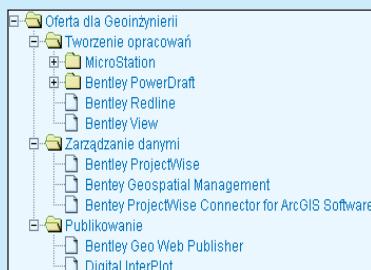 Oferta dla Geoinżynierii
Tworzenie opracowań
MicroStation
Bentley PowerDraft
Bentley Redline
Bentley View
Zarządzanie danymi
Bentley ProjectWise
Bentey Geospatial Management
Bentey ProjectWise Connector for ArcGIS Software
Publikowanie
Bentley Geo Web Publisher
Digital InterPlot